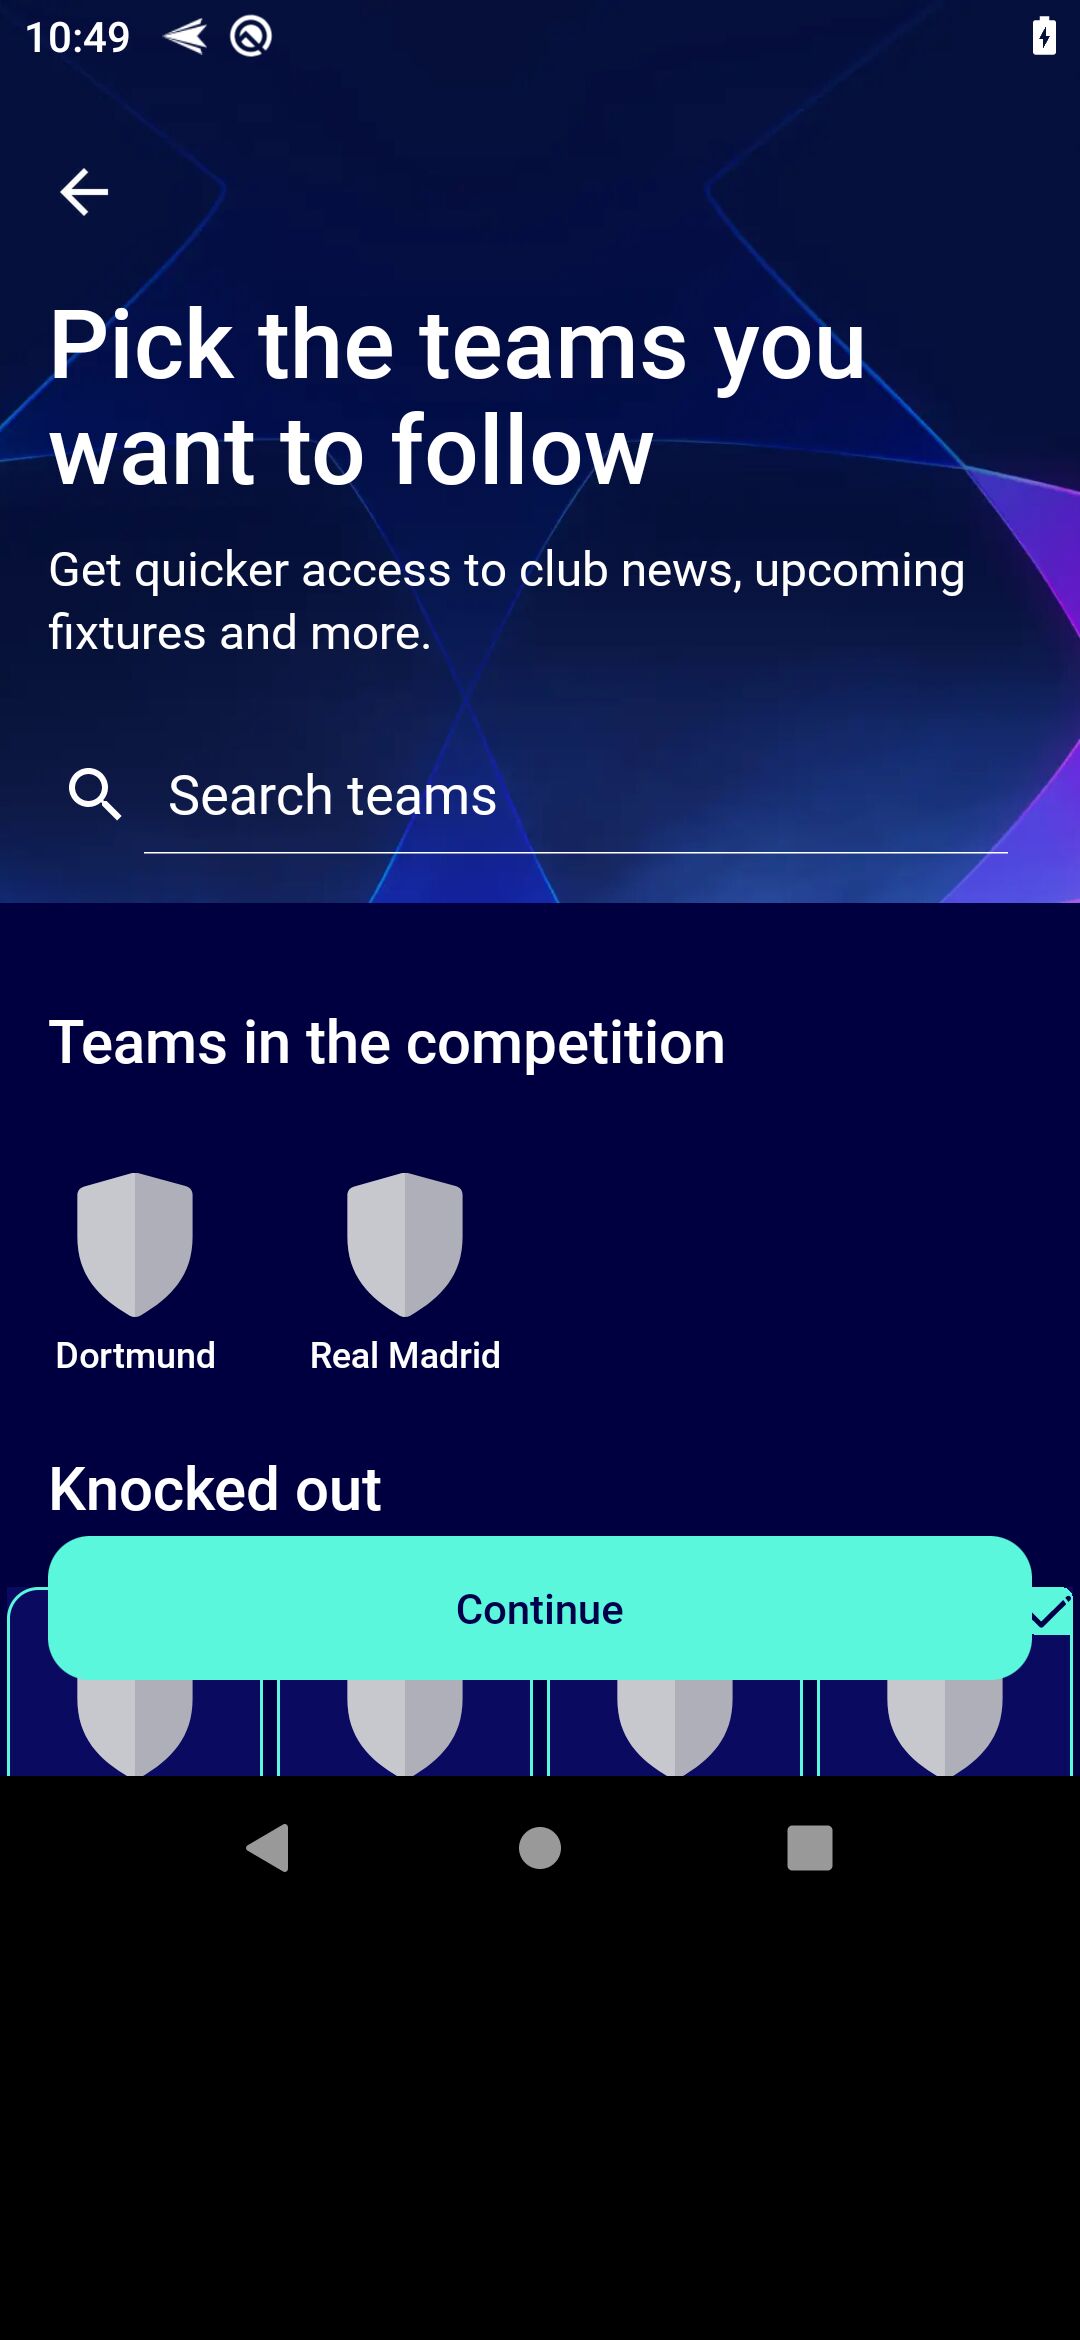 10:49
Pick the teams you
want to follow
Get quicker access to club news, upcoming
fixtures and more.
Search teams
Teams in the competition
Dortmund
Real Madrid
Knocked out
Continue